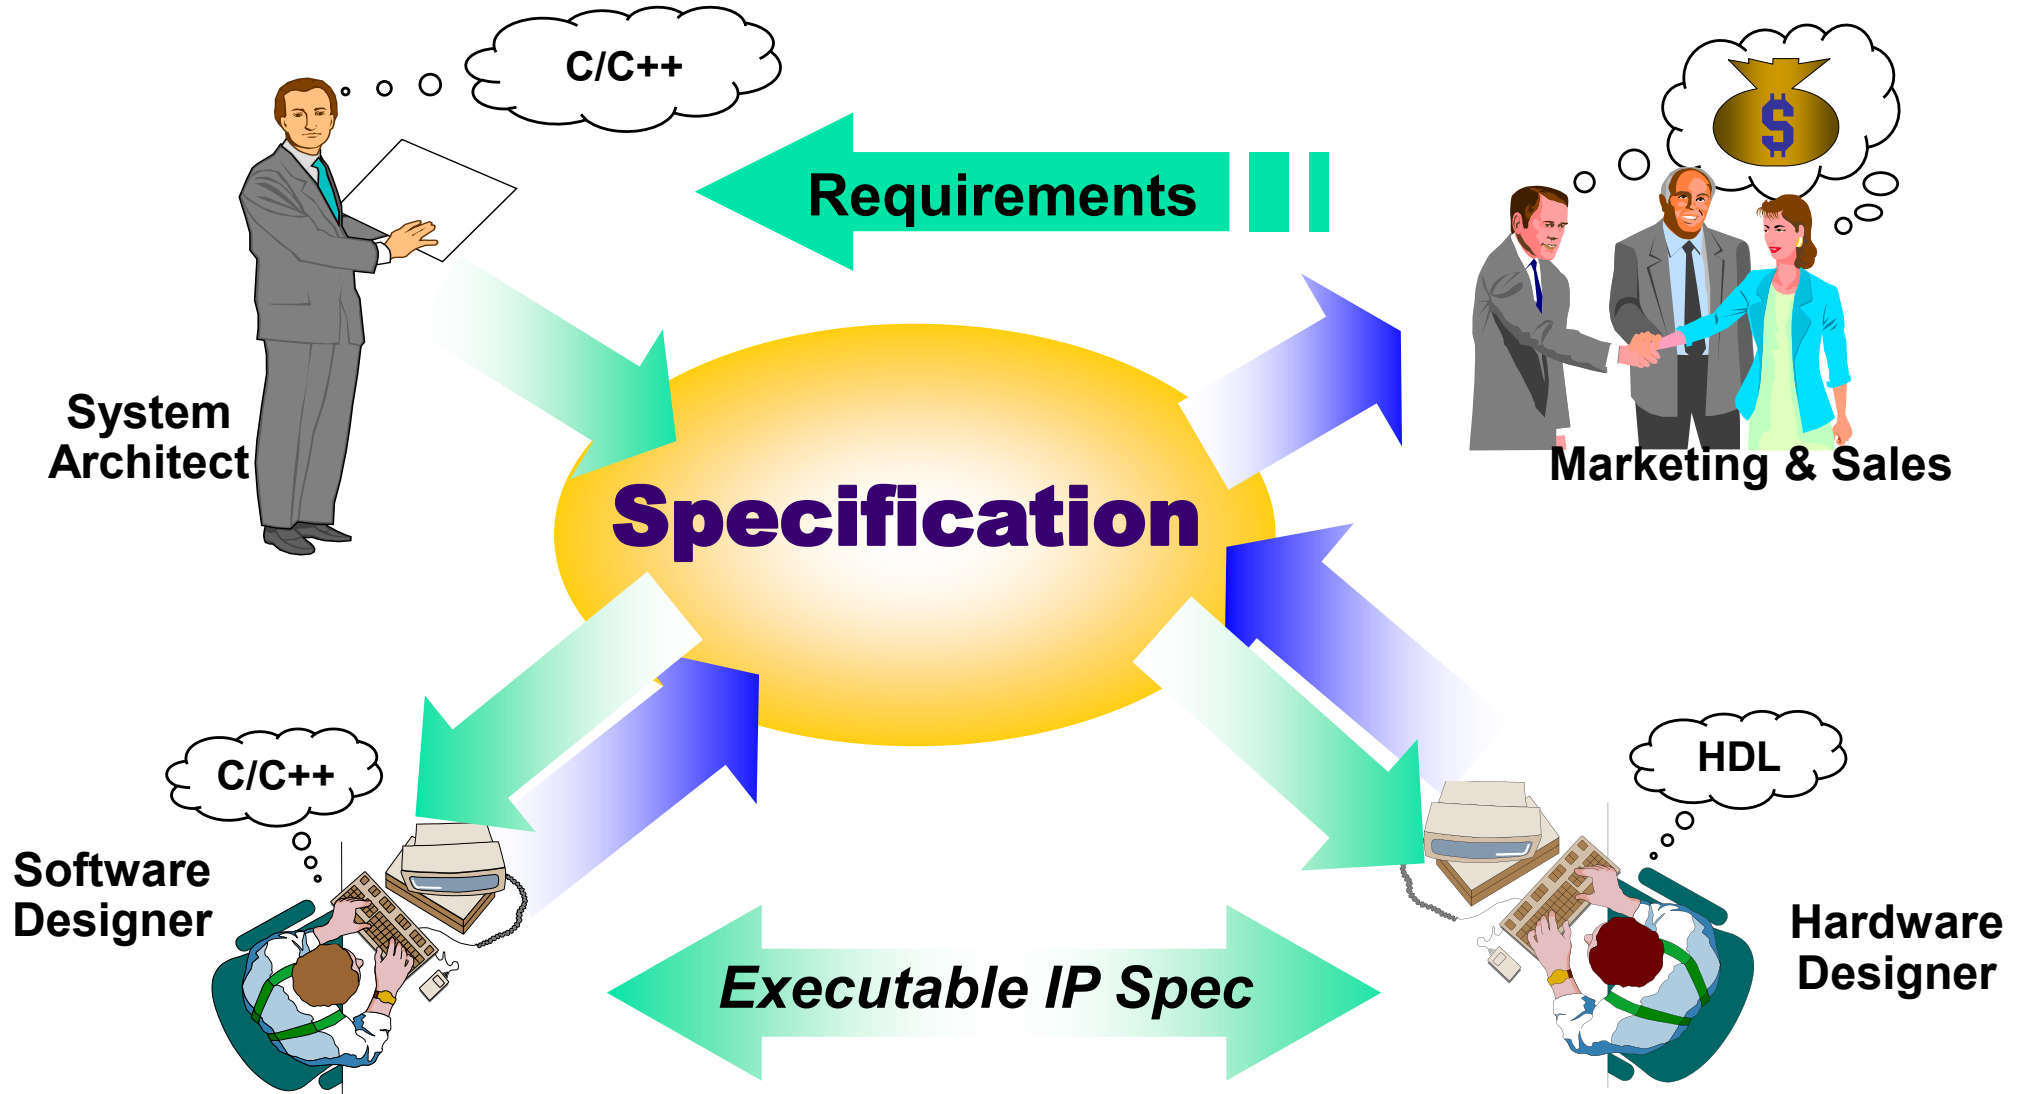 C/C++
$
Requirements
System
Architect
Marketing & Sales
Specification
C/C++
HDL
Software
Designer
Hardware
Designer
Executable IP Spec